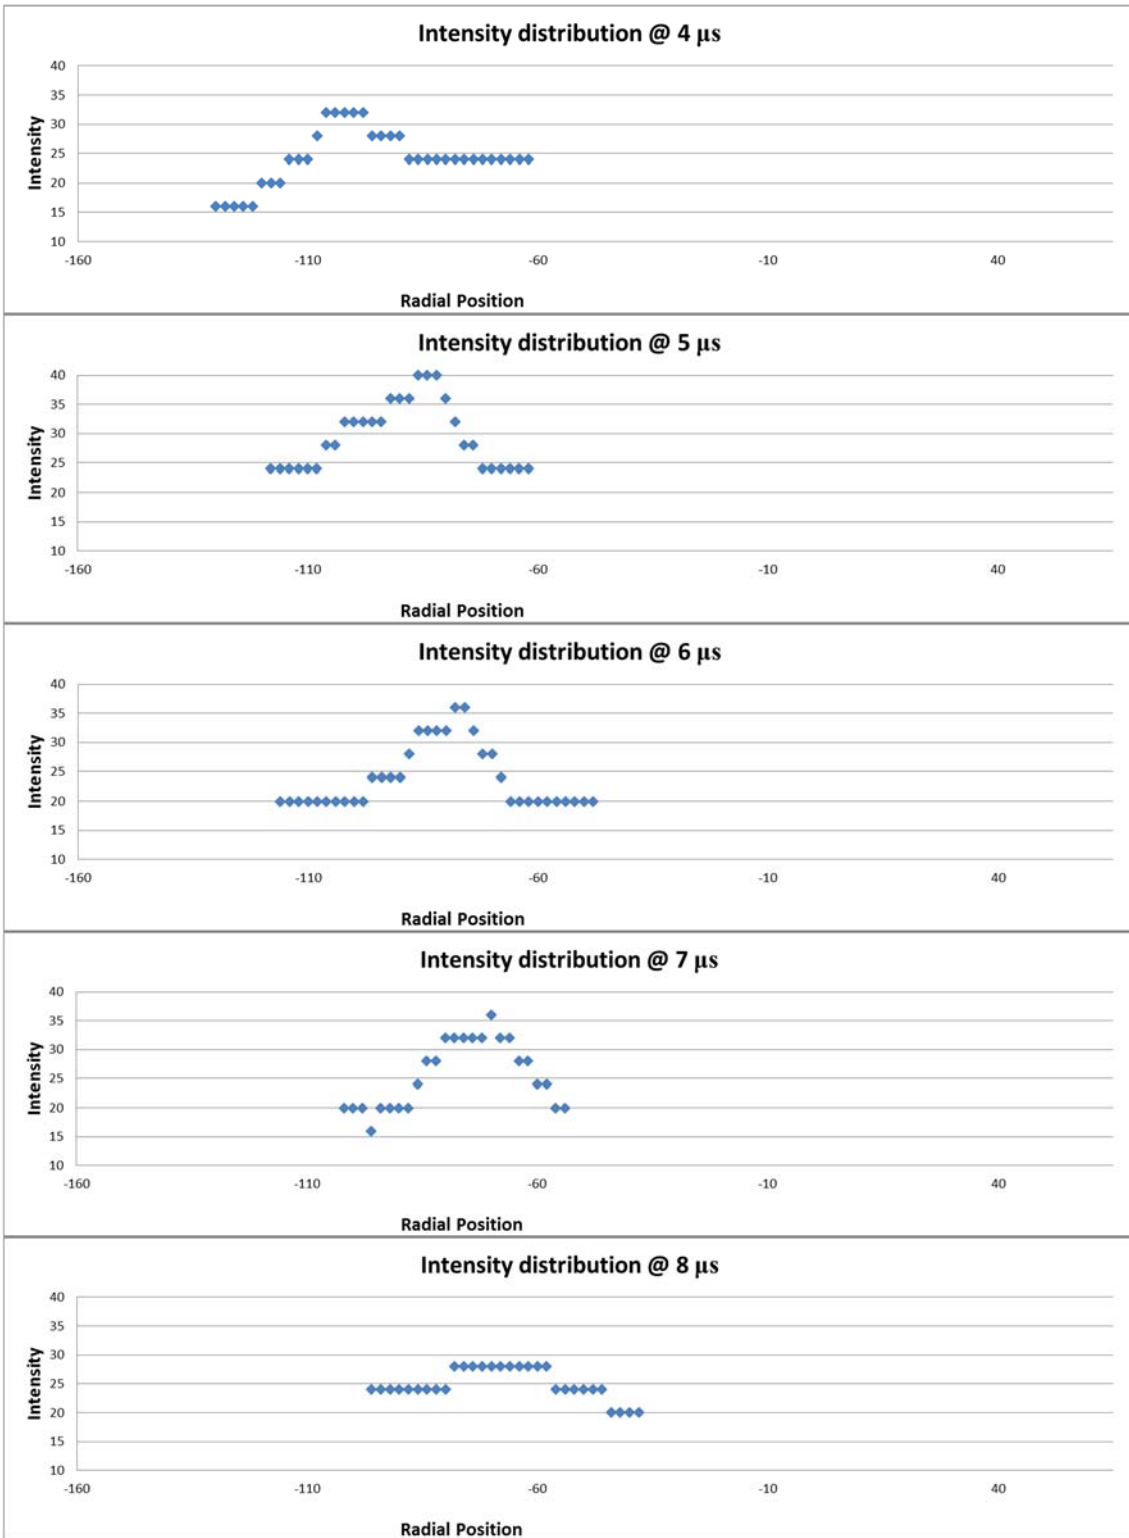 Intensity distribution @ 4 µs
40
35
30
25
20
15
10
Intensity
-160 -110 -60 -10 40
Radial Position
Intensity distribution @ 5 µs
40
35
30
25
20
15
10
Intensity
-160 -110 -60 -10 40
Radial Position
Intensity distribution @ 6 µs
40
35
30
25
20
15
10
Intensity
-160 -110 -60 -10 40
Radial Position
Intensity distribution @ 7 µs
40
35
30
25
20
15
10
Intensity
-160 -110 -60 -10 40
Radial Position
Intensity distribution @ 8 µs
40
35
30
25
20
15
10
Intensity
-160 -110 -60 -10 40
Radial Position